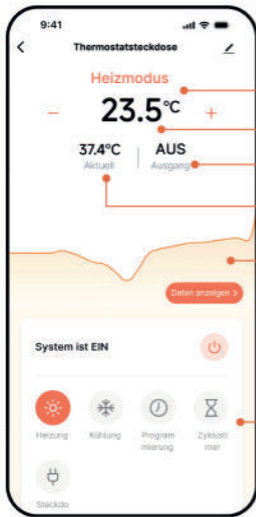 9:41
Thermostatsteckdose
Heizmodus
− 23.5°C +
37.4°C AUS
Aktuell Ausgang
Daten anzeigen >
System ist EIN
Heizung Kühlung Program Zyklusti
mierung mer
Steckdo